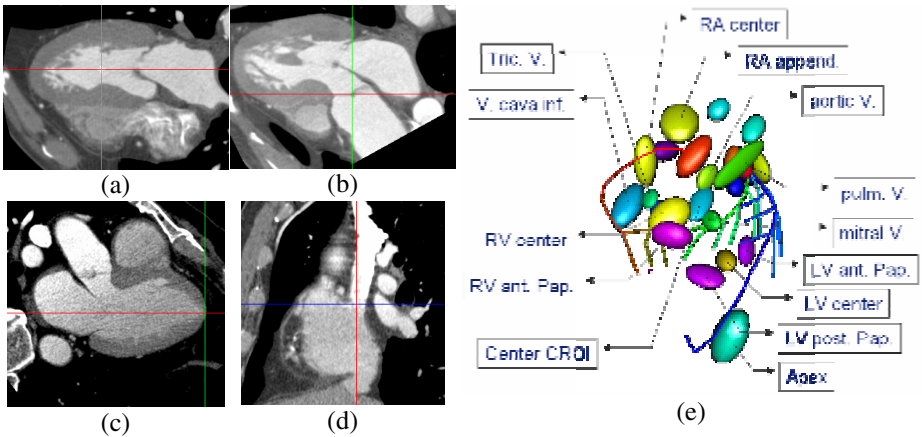 RA center
Tric. V.
RA append.
V. cava inf.
aortic V.
(a)
(b)
pulm. V.
RV center
mitral V.
RV ant. Pap.
LV ant. Pap.
LV center
LV post. Pap.
Center CROI
Apex
(c)
(d)
(e)